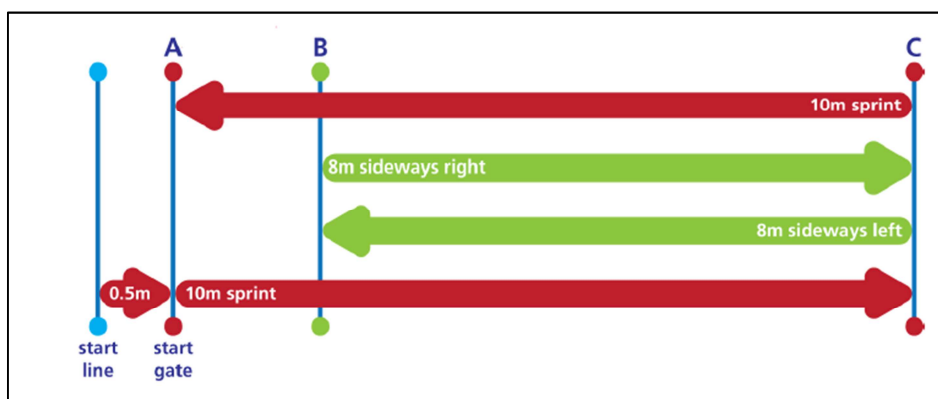 A
B
C
10m sprint
8m sideways right
8m sideways left
0.5m
10m sprint
start
line
start
gate